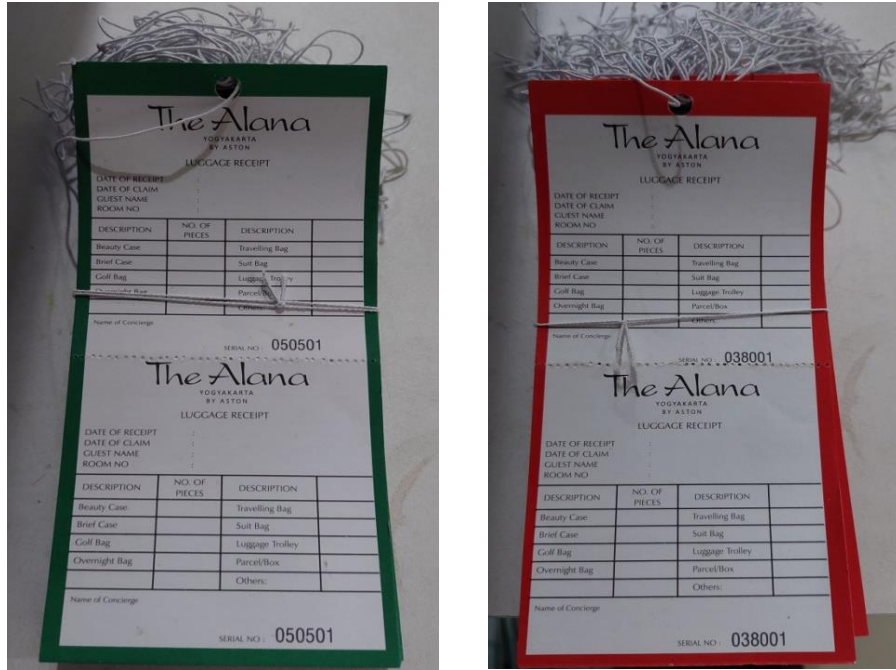 The Alana
YOGYAKARTA
BY ASTON
LUGGAGE RECEIPT
DATE OF RECEIPT :
DATE OF CLAIM :
GUEST NAME :
ROOM NO :
DESCRIPTION NO. OF PIECES DESCRIPTION
Beauty Case Travelling Bag
Brief Case Suit Bag
Golf Bag Luggage Trolley
Overnight Bag Parcel/Box
Others:
Name of Concierge
SERIAL NO : 050501
The Alana
YOGYAKARTA
BY ASTON
LUGGAGE RECEIPT
DATE OF RECEIPT :
DATE OF CLAIM :
GUEST NAME :
ROOM NO :
DESCRIPTION NO. OF PIECES DESCRIPTION
Beauty Case Travelling Bag
Brief Case Suit Bag
Golf Bag Luggage Trolley
Overnight Bag Parcel/Box
Others:
Name of Concierge
SERIAL NO : 050501
The Alana
YOGYAKARTA
BY ASTON
LUGGAGE RECEIPT
DATE OF RECEIPT :
DATE OF CLAIM :
GUEST NAME :
ROOM NO :
DESCRIPTION NO. OF PIECES DESCRIPTION
Beauty Case Travelling Bag
Brief Case Suit Bag
Golf Bag Luggage Trolley
Overnight Bag Parcel/Box
Others:
Name of Concierge
SERIAL NO : 038001
The Alana
YOGYAKARTA
BY ASTON
LUGGAGE RECEIPT
DATE OF RECEIPT :
DATE OF CLAIM :
GUEST NAME :
ROOM NO :
DESCRIPTION NO. OF PIECES DESCRIPTION
Beauty Case Travelling Bag
Brief Case Suit Bag
Golf Bag Luggage Trolley
Overnight Bag Parcel/Box
Others:
Name of Concierge
SERIAL NO : 038001